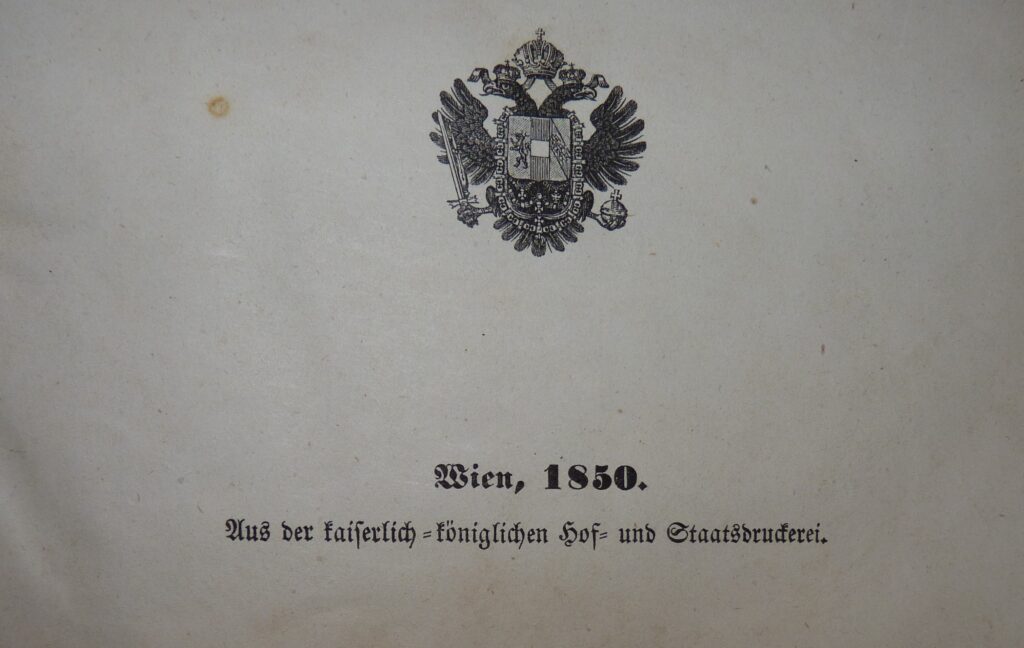 Wien, 1850.
Aus der kaiserlich-königlichen Hof- und Staatsdruckerei.